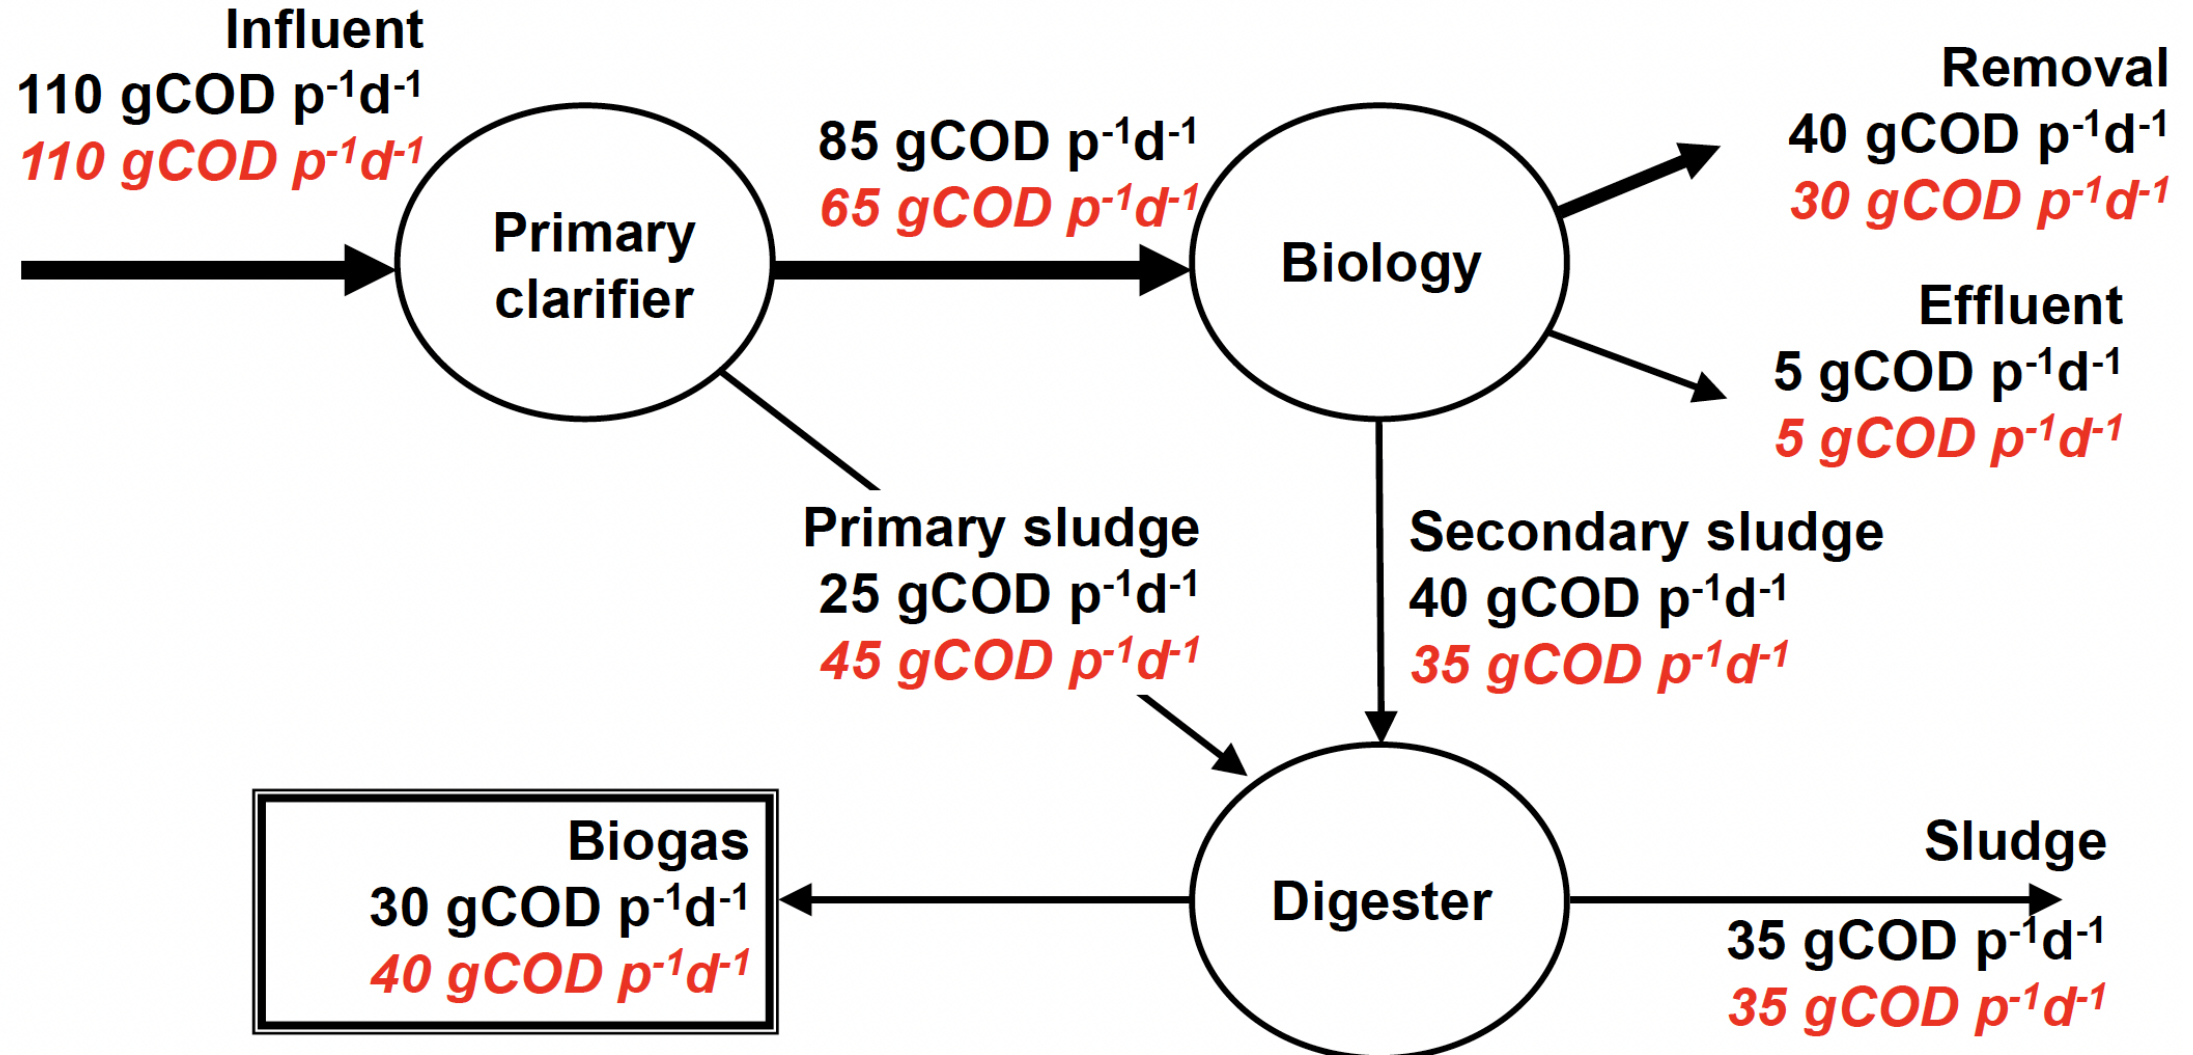 Influent
110 gCOD p⁻¹d⁻¹
110 gCOD p⁻¹d⁻¹
Primary
clarifier
85 gCOD p⁻¹d⁻¹
65 gCOD p⁻¹d⁻¹
Biology
Removal
40 gCOD p⁻¹d⁻¹
30 gCOD p⁻¹d⁻¹
Effluent
5 gCOD p⁻¹d⁻¹
5 gCOD p⁻¹d⁻¹
Primary sludge
25 gCOD p⁻¹d⁻¹
45 gCOD p⁻¹d⁻¹
Secondary sludge
40 gCOD p⁻¹d⁻¹
35 gCOD p⁻¹d⁻¹
Biogas
30 gCOD p⁻¹d⁻¹
40 gCOD p⁻¹d⁻¹
Digester
Sludge
35 gCOD p⁻¹d⁻¹
35 gCOD p⁻¹d⁻¹